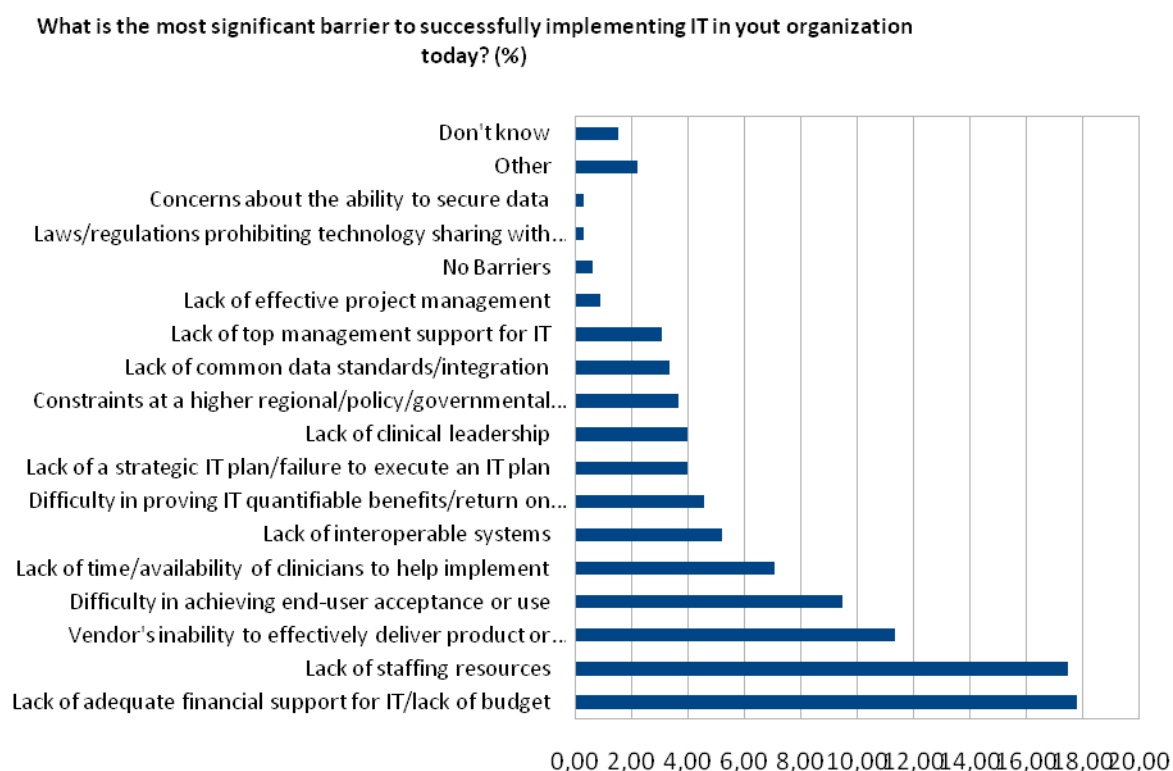 What is the most significant barrier to successfully implementing IT in yout organization
today? (%)
Don't know
Other
Concerns about the ability to secure data
Laws/regulations prohibiting technology sharing with...
No Barriers
Lack of effective project management
Lack of top management support for IT
Lack of common data standards/integration
Constraints at a higher regional/policy/governmental...
Lack of clinical leadership
Lack of a strategic IT plan/failure to execute an IT plan
Difficulty in proving IT quantifiable benefits/return on...
Lack of interoperable systems
Lack of time/availability of clinicians to help implement
Difficulty in achieving end-user acceptance or use
Vendor's inability to effectively deliver product or...
Lack of staffing resources
Lack of adequate financial support for IT/lack of budget
0,00 2,00 4,00 6,00 8,00 10,00 12,00 14,00 16,00 18,00 20,00